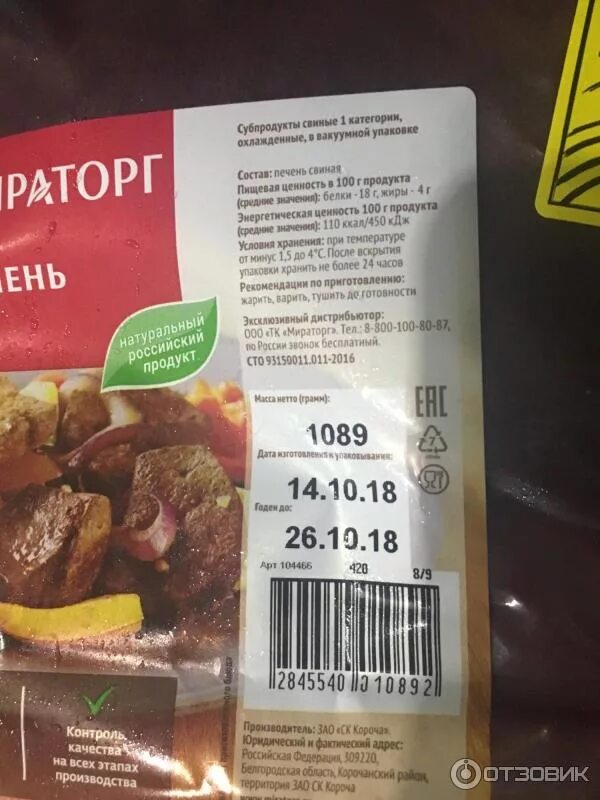 Субпродукты свиные 1 категории,
охлажденные, в вакуумной упаковке
Состав: печень свиная
Пищевая ценность в 100 г продукта
(средние значения): белки - 18 г, жиры - 4 г
Энергетическая ценность 100 г продукта
(средние значения): 110 ккал/450 кДж
Условия хранения: при температуре
от минус 1,5 до 4°С. После вскрытия
упаковки хранить не более 24 часов
Рекомендации по приготовлению:
жарить, варить, тушить до готовности
Эксклюзивный дистрибьютор:
ООО «ТК «Мираторг». Тел.: 8-800-100-80-87,
по России звонок бесплатный.
СТО 93150011.011-2016
ИРАТОРГ
ЧЕНЬ
натуральный
российский
продукт
Масса нетто (грамм):
1089
Дата изготовления и упаковывания:
14.10.18
Годен до:
26.10.18
Арт 104466 420 8/9
EAC
7
2845540 010892
Контроль
качества
на всех этапах
производства
Производитель: ЗАО «СК Короча».
Юридический и фактический адрес:
Российская Федерация, 309220,
Белгородская область, Корочанский район,
территория ЗАО СК Короча
ОТЗОВИК